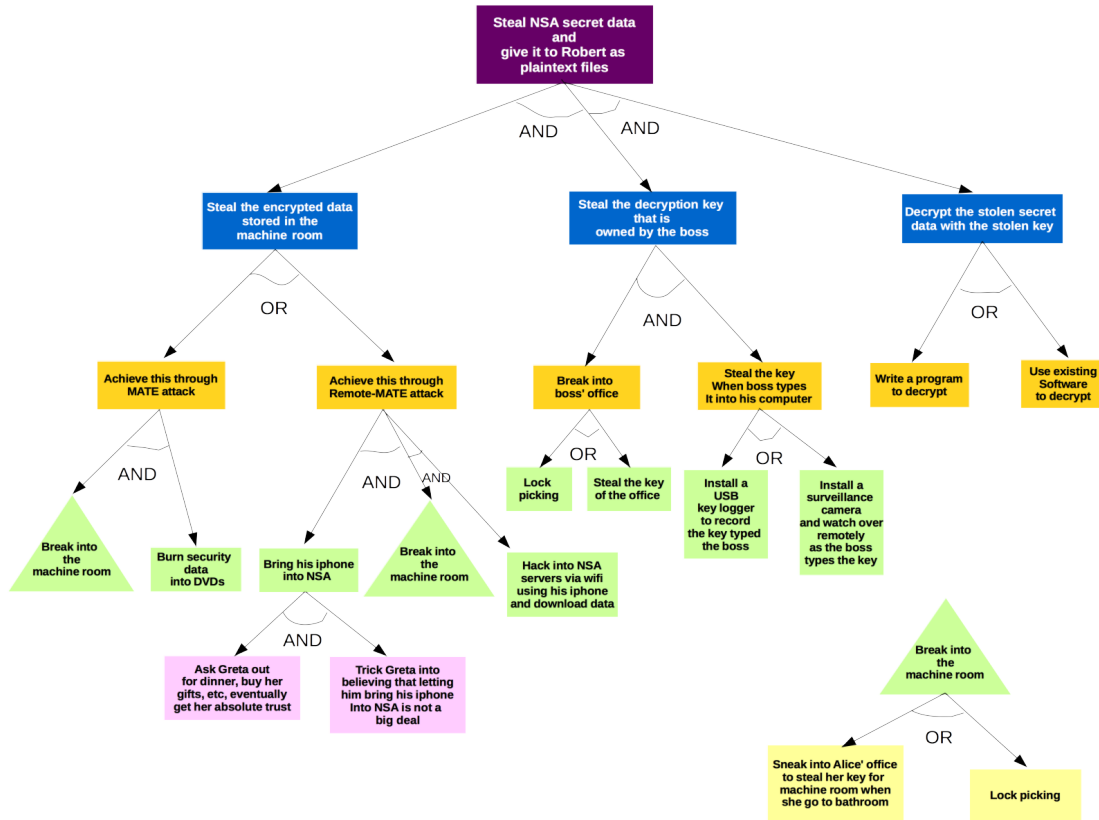 Steal NSA secret data
and
give it to Robert as
plaintext files
AND
AND
Steal the encrypted data
stored in the
machine room
Steal the decryption key
that is
owned by the boss
Decrypt the stolen secret
data with the stolen key
OR
AND
OR
Achieve this through
MATE attack
Achieve this through
Remote-MATE attack
Break into
boss' office
Steal the key
When boss types
It into his computer
Write a program
to decrypt
Use existing
Software
to decrypt
AND
AND
AND
OR
OR
Lock
picking
Steal the key
of the office
Install a
USB
key logger
to record
the key typed
the boss
Install a
surveillance
camera
and watch over
remotely
as the boss
types the key
Break into
the
machine room
Burn security
data
into DVDs
Bring his iphone
into NSA
Break into
the
machine room
Hack into NSA
servers via wifi
using his iphone
and download data
AND
Ask Greta out
for dinner, buy her
gifts, etc, eventually
get her absolute trust
Trick Greta into
believing that letting
him bring his iphone
Into NSA is not a
big deal
Break into
the
machine room
OR
Sneak into Alice' office
to steal her key for
machine room when
she go to bathroom
Lock picking